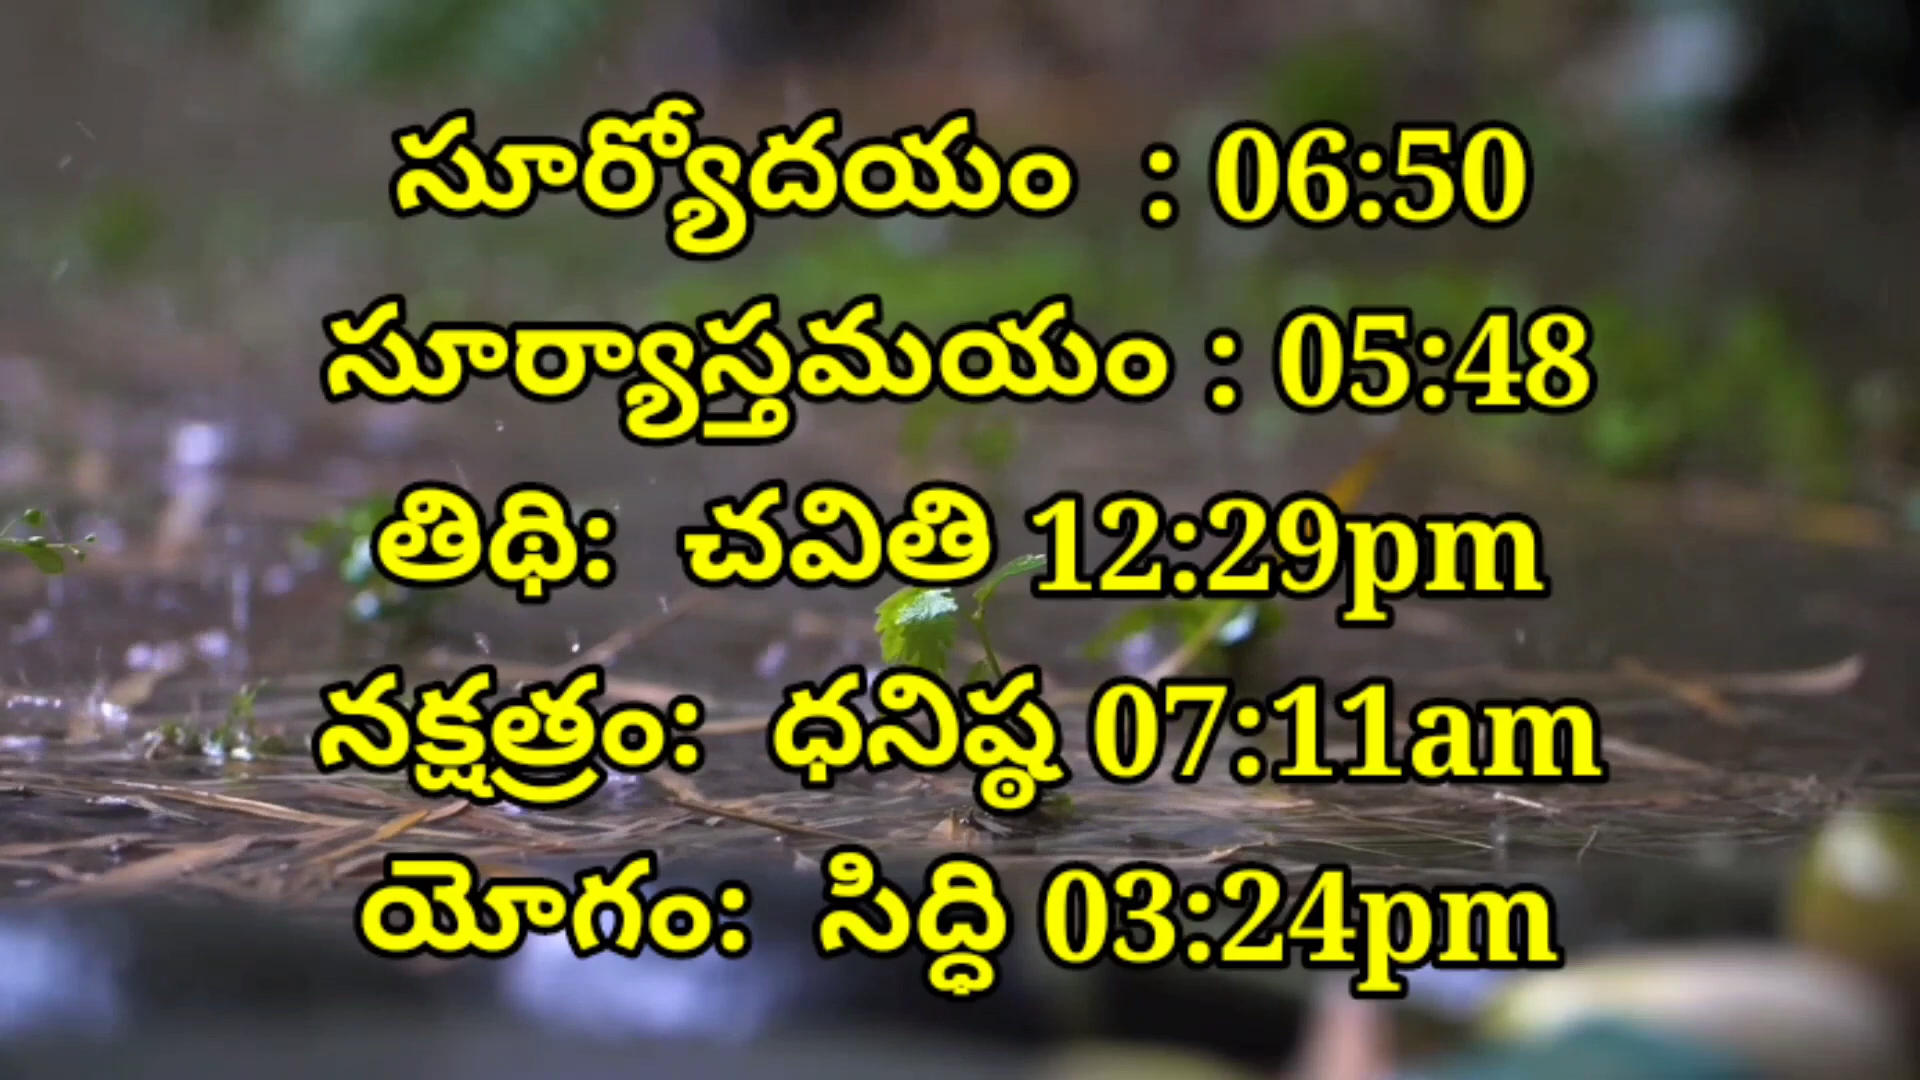 సూర్యోదయం : 06:50
సూర్యాస్తమయం : 05:48
తిథి: చవితి 12:29pm
నక్షత్రం: ధనిష్ఠ 07:11am
యోగం: సిద్ధి 03:24pm